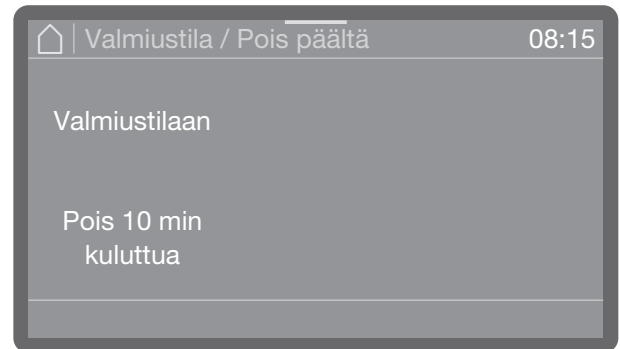 Valmiustila / Pois päältä 08:15
Valmiustilaan
Pois 10 min
kuluttua